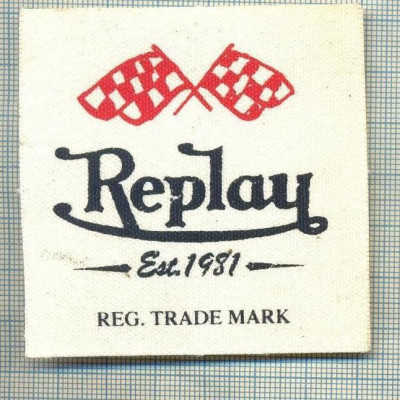 Replay
Est. 1981
REG. TRADE MARK